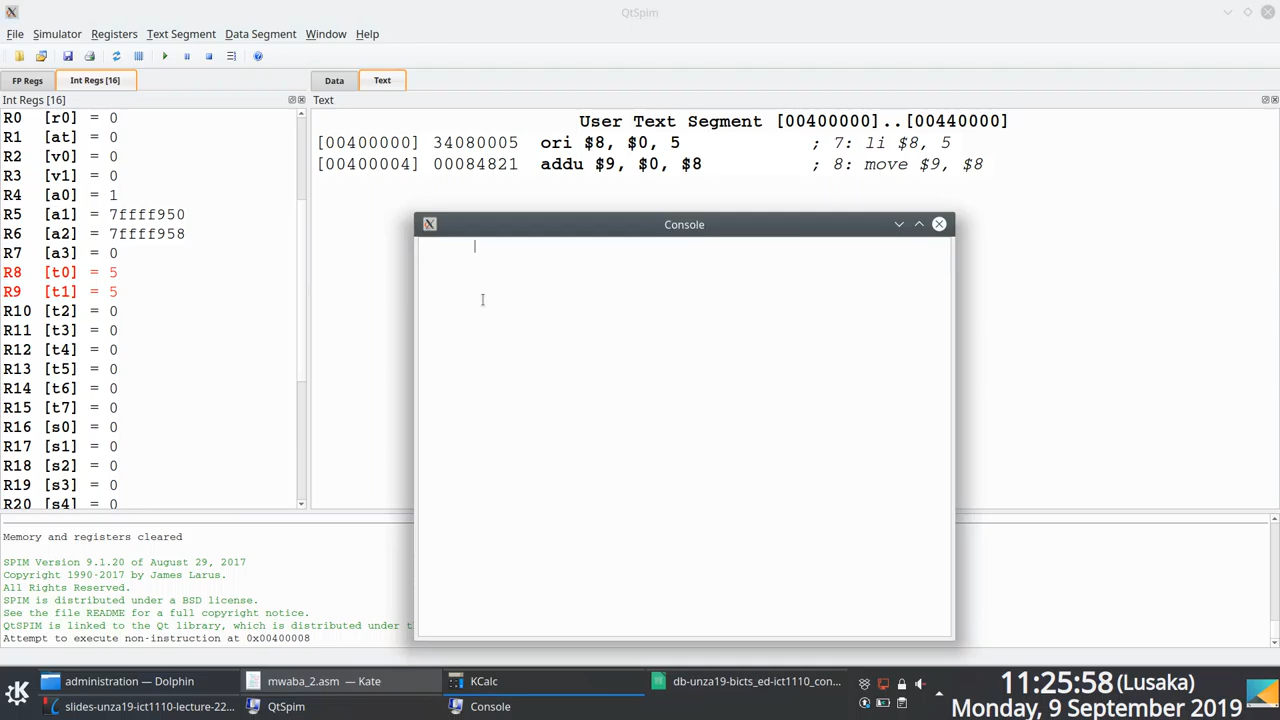 QtSpim
File Simulator Registers Text Segment Data Segment Window Help
FP Regs Int Regs [16] Data Text
Int Regs [16]
R0 [r0] = 0
R1 [at] = 0
R2 [v0] = 0
R3 [v1] = 0
R4 [a0] = 1
R5 [a1] = 7ffff950
R6 [a2] = 7ffff958
R7 [a3] = 0
R8 [t0] = 5
R9 [t1] = 5
R10 [t2] = 0
R11 [t3] = 0
R12 [t4] = 0
R13 [t5] = 0
R14 [t6] = 0
R15 [t7] = 0
R16 [s0] = 0
R17 [s1] = 0
R18 [s2] = 0
R19 [s3] = 0
R20 [s4] = 0
Text
User Text Segment [00400000]..[00440000]
[00400000] 34080005 ori $8, $0, 5 ; 7: li $8, 5
[00400004] 00084821 addu $9, $0, $8 ; 8: move $9, $8
Console
Memory and registers cleared
SPIM Version 9.1.20 of August 29, 2017
Copyright 1990-2017 by James Larus.
All Rights Reserved.
SPIM is distributed under a BSD license.
See the file README for a full copyright notice.
QtSPIM is linked to the Qt library, which is distributed under
Attempt to execute non-instruction at 0x00400008
administration — Dolphin mwaba_2.asm — Kate KCalc db-unza19-bicts_ed-ict1110_con...
slides-unza19-ict1110-lecture-22... QtSpim Console
11:25:58 (Lusaka)
Monday, 9 September 2019